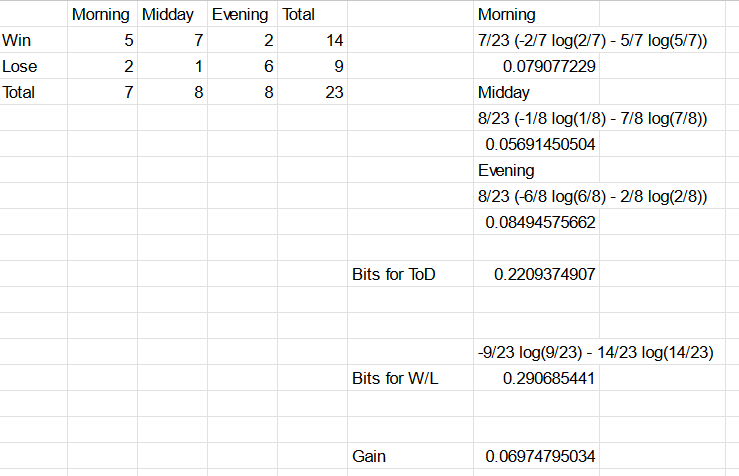 Morning Midday Evening Total Morning
Win 5 7 2 14 7/23 (-2/7 log(2/7) - 5/7 log(5/7))
Lose 2 1 6 9 0.079077229
Total 7 8 8 23 Midday
8/23 (-1/8 log(1/8) - 7/8 log(7/8))
0.05691450504
Evening
8/23 (-6/8 log(6/8) - 2/8 log(2/8))
0.08494575662
Bits for ToD 0.2209374907
-9/23 log(9/23) - 14/23 log(14/23)
Bits for W/L 0.290685441
Gain 0.06974795034